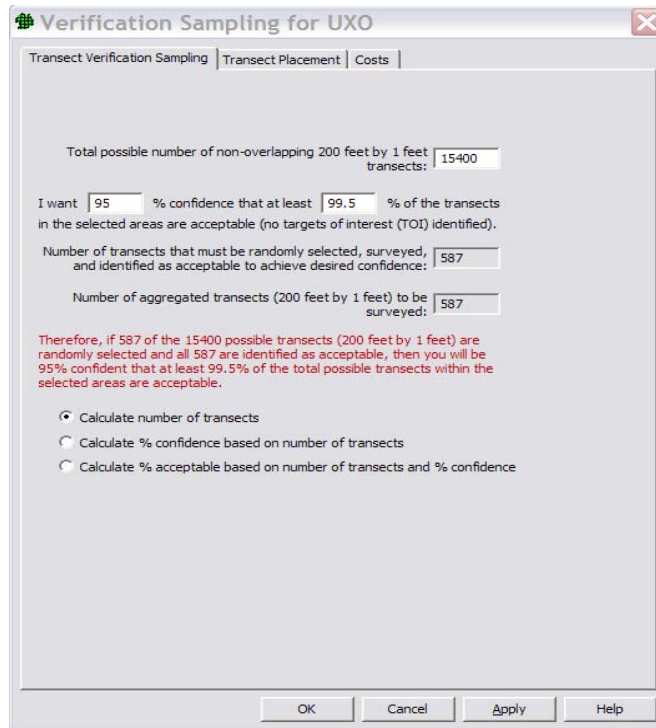 Verification Sampling for UXO
Transect Verification Sampling Transect Placement Costs
Total possible number of non-overlapping 200 feet by 1 feet
transects: 15400
I want 95 % confidence that at least 99.5 % of the transects
in the selected areas are acceptable (no targets of interest (TOI) identified).
Number of transects that must be randomly selected, surveyed,
and identified as acceptable to achieve desired confidence: 587
Number of aggregated transects (200 feet by 1 feet) to be
surveyed: 587
Therefore, if 587 of the 15400 possible transects (200 feet by 1 feet) are
randomly selected and all 587 are identified as acceptable, then you will be
95% confident that at least 99.5% of the total possible transects within the
selected areas are acceptable.
Calculate number of transects
Calculate % confidence based on number of transects
Calculate % acceptable based on number of transects and % confidence
OK Cancel Apply Help